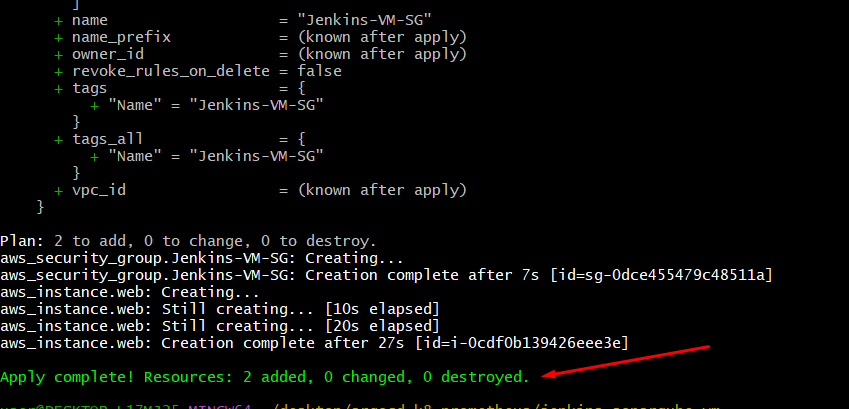 ]
+ name                   = "Jenkins-VM-SG"
+ name_prefix            = (known after apply)
+ owner_id               = (known after apply)
+ revoke_rules_on_delete = false
+ tags                   = {
+ "Name" = "Jenkins-VM-SG"
}
+ tags_all               = {
+ "Name" = "Jenkins-VM-SG"
}
+ vpc_id                 = (known after apply)
}
Plan: 2 to add, 0 to change, 0 to destroy.
aws_security_group.Jenkins-VM-SG: Creating...
aws_security_group.Jenkins-VM-SG: Creation complete after 7s [id=sg-0dce455479c48511a]
aws_instance.web: Creating...
aws_instance.web: Still creating... [10s elapsed]
aws_instance.web: Still creating... [20s elapsed]
aws_instance.web: Creation complete after 27s [id=i-0cdf0b139426eee3e]
Apply complete! Resources: 2 added, 0 changed, 0 destroyed.